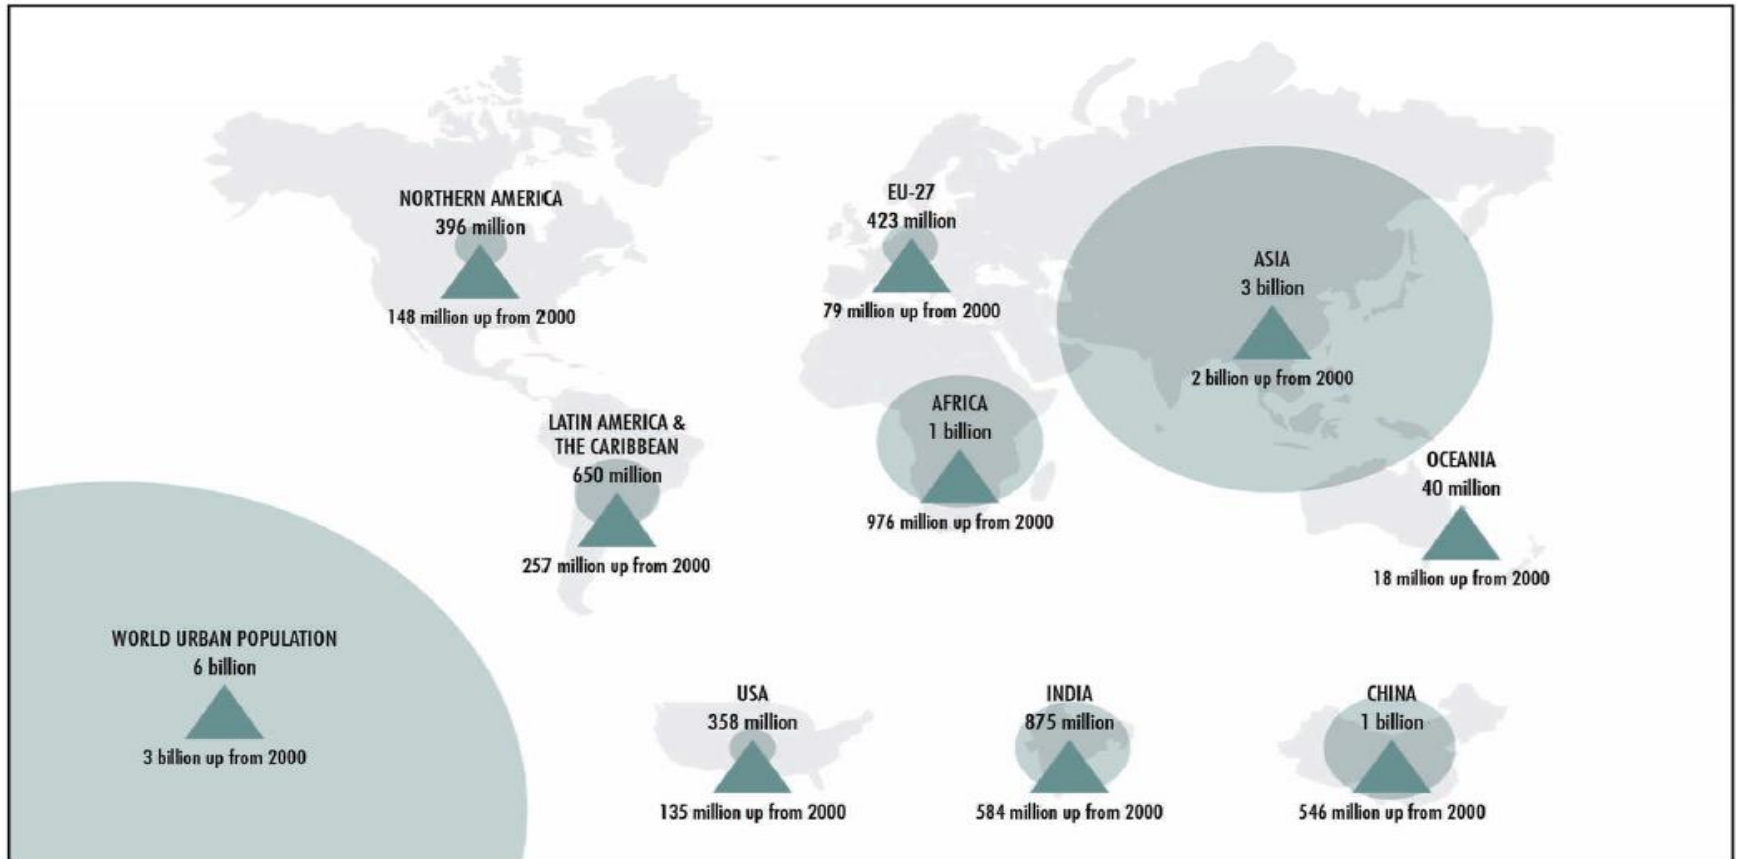 NORTHERN AMERICA
396 million
148 million up from 2000
EU-27
423 million
79 million up from 2000
ASIA
3 billion
2 billion up from 2000
AFRICA
1 billion
976 million up from 2000
LATIN AMERICA &
THE CARIBBEAN
650 million
257 million up from 2000
OCEANIA
40 million
18 million up from 2000
WORLD URBAN POPULATION
6 billion
3 billion up from 2000
USA
358 million
135 million up from 2000
INDIA
875 million
584 million up from 2000
CHINA
1 billion
546 million up from 2000